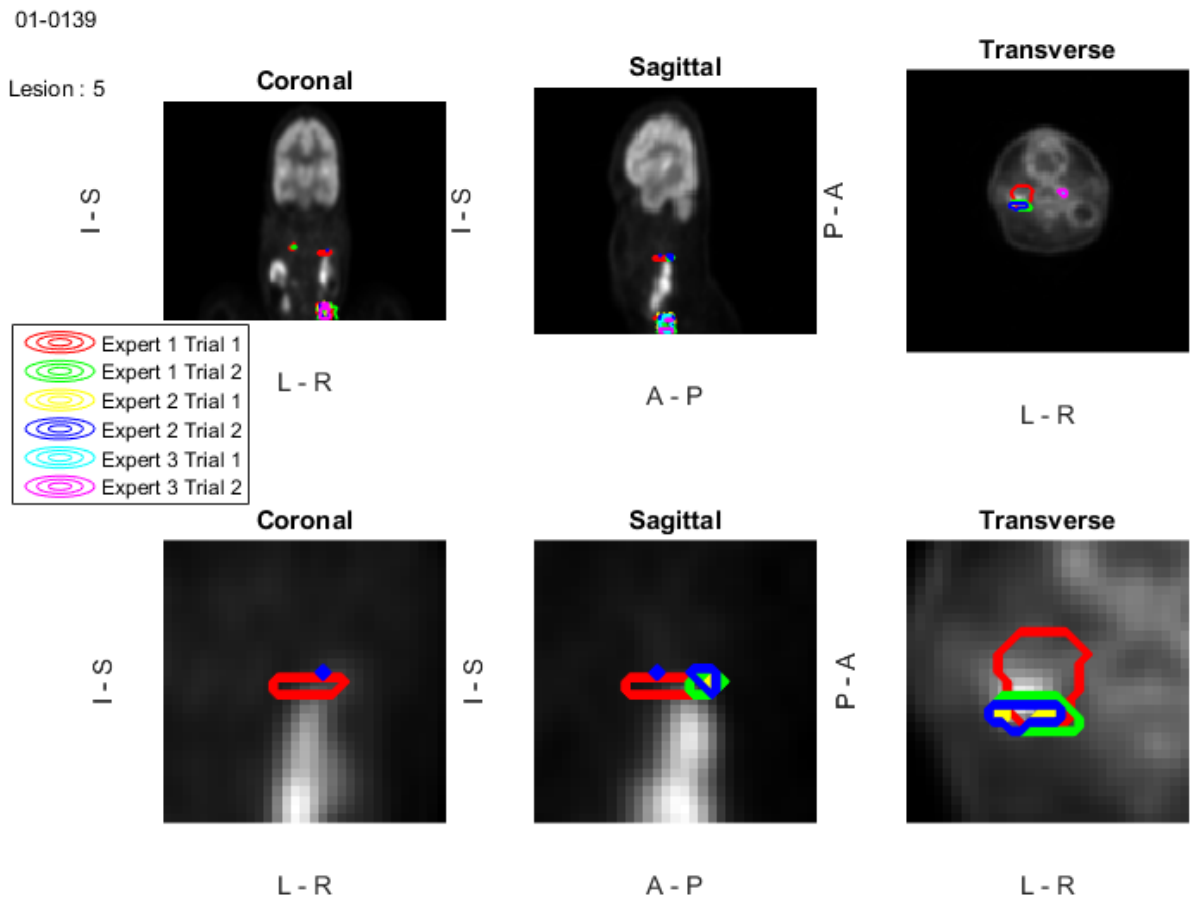 01-0139
Lesion : 5
Coronal
Sagittal
Transverse
I - S
I - S
P - A
L - R
A - P
L - R
Expert 1 Trial 1
Expert 1 Trial 2
Expert 2 Trial 1
Expert 2 Trial 2
Expert 3 Trial 1
Expert 3 Trial 2
Coronal
Sagittal
Transverse
I - S
I - S
P - A
L - R
A - P
L - R